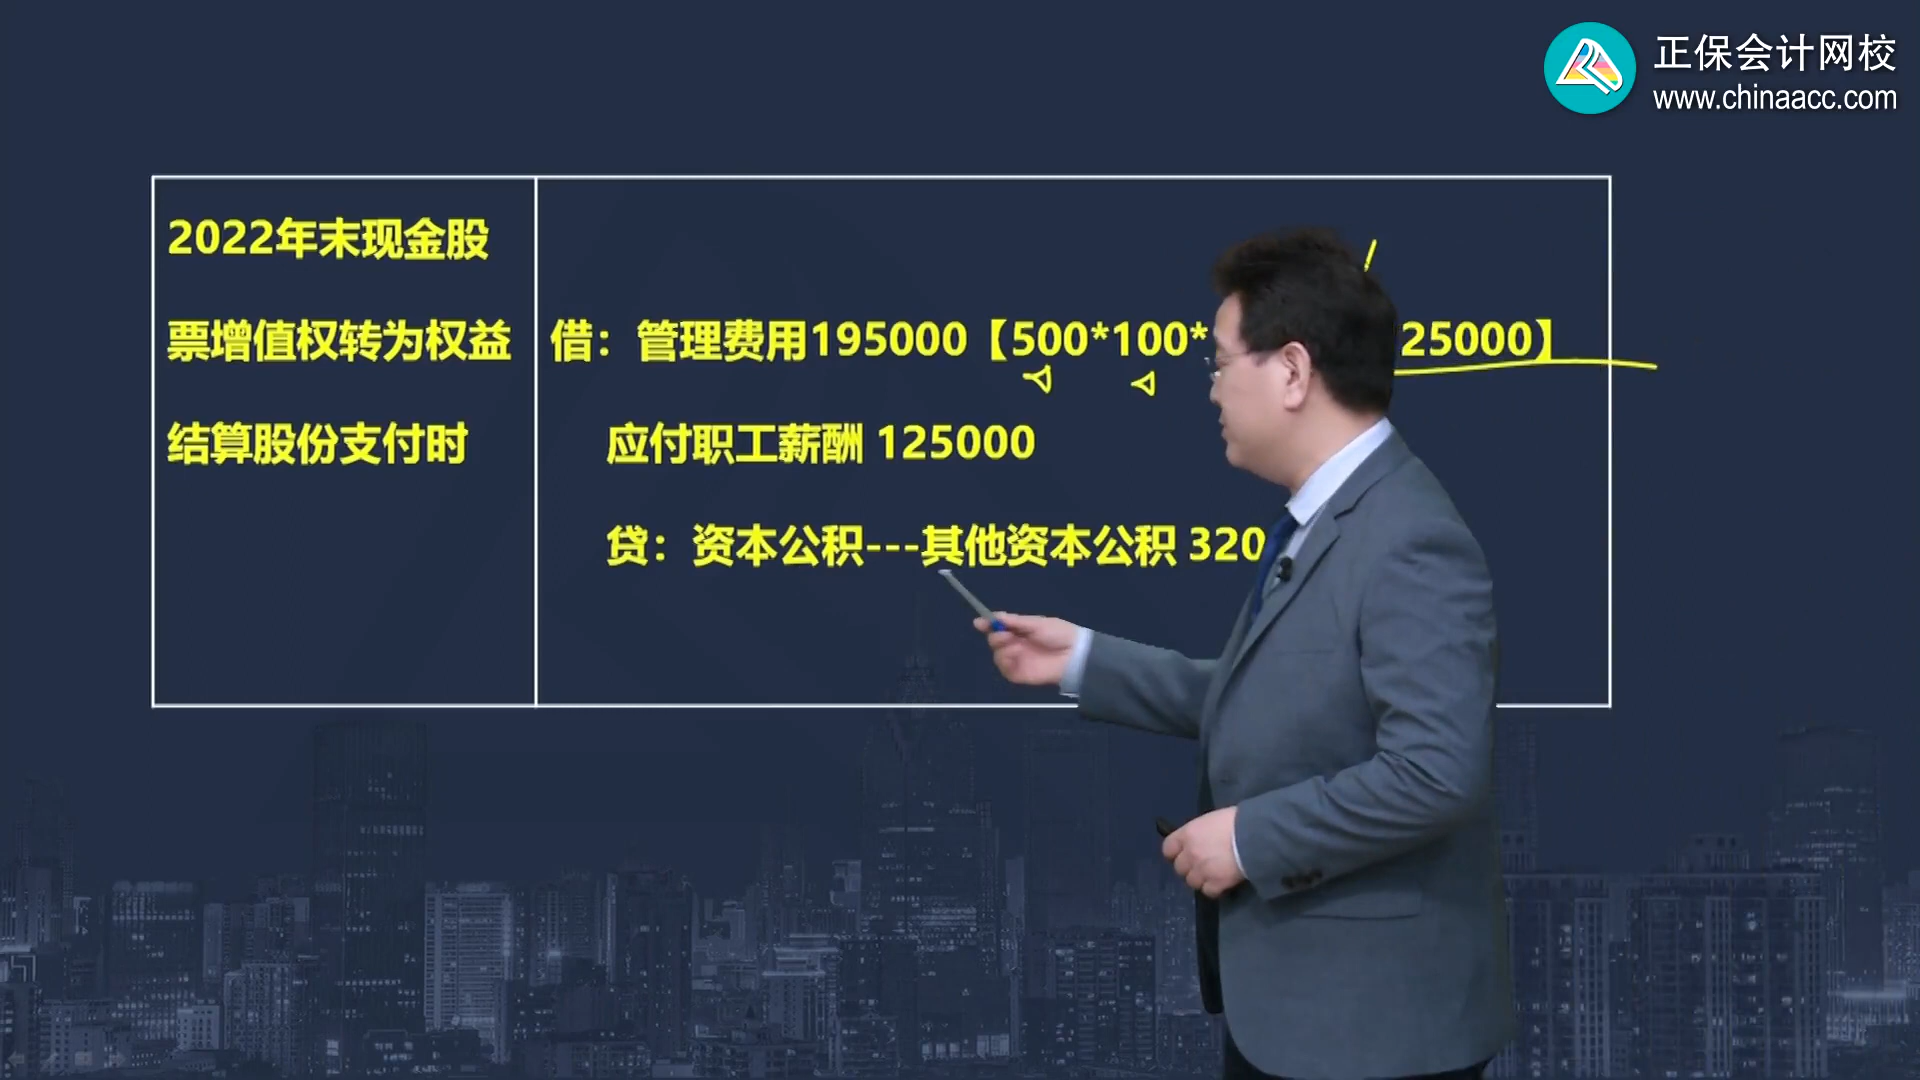 正保会计网校
www.chinaacc.com
2022年末现金股
票增值权转为权益
结算股份支付时
借：管理费用195000【500*100* 25000】
应付职工薪酬 125000
贷：资本公积---其他资本公积 320